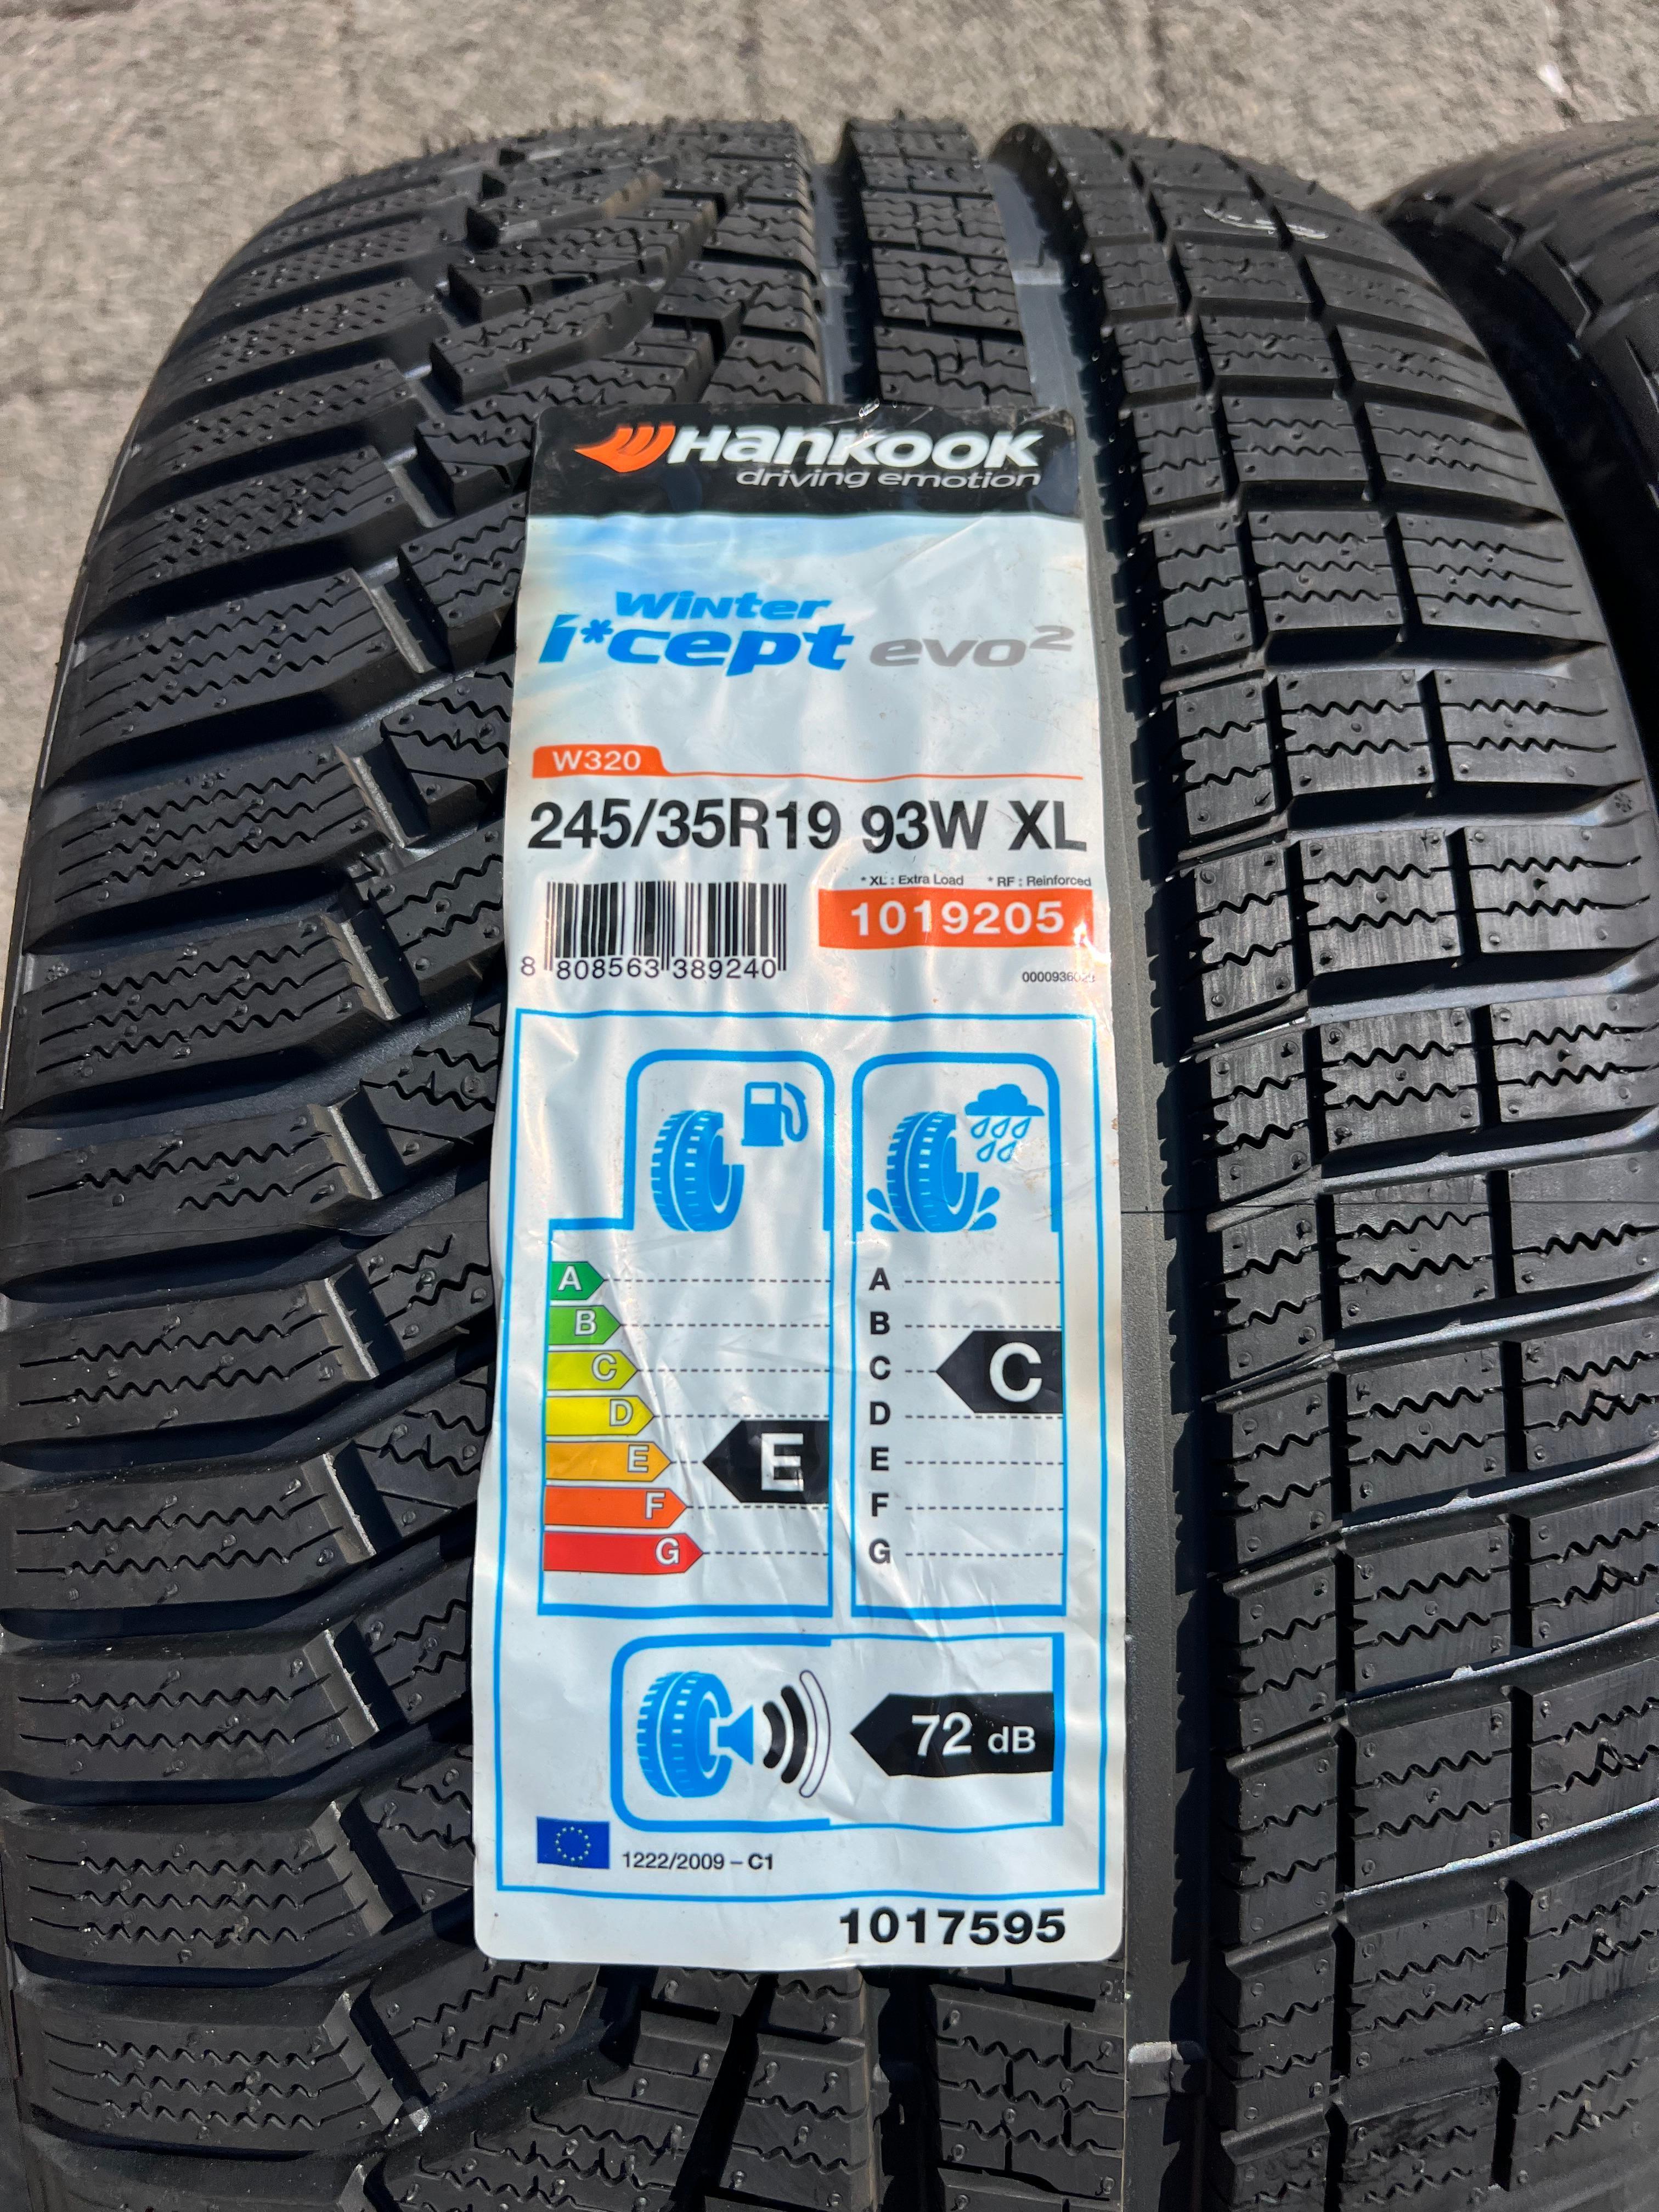 Hankook
driving emotion
Winter
i*cept evo²
W320
245/35R19 93W XL
* XL : Extra Load * RF : Reinforced
1019205
8 808563 389240
A
B
C
D
E
F
G
E
A
B
C
D
E
F
G
C
72 dB
1222/2009 – C1
1017595